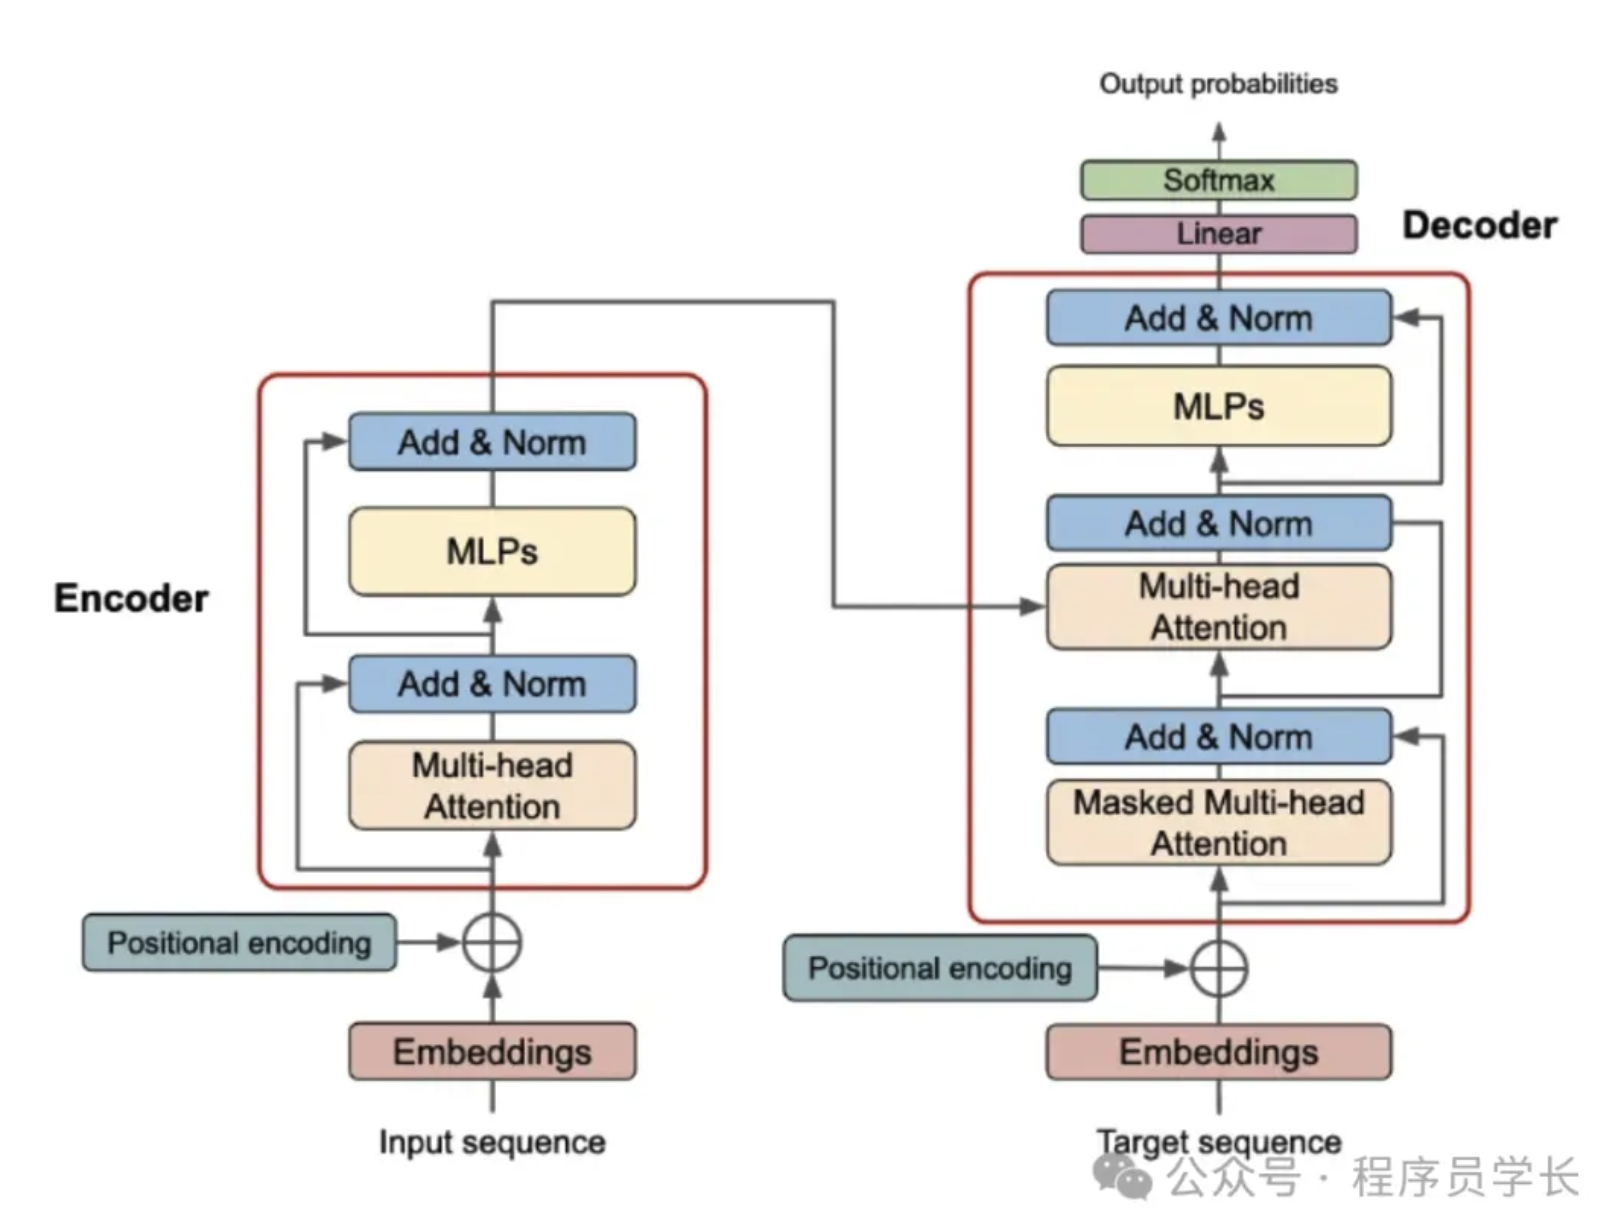 Output probabilities
Softmax
Linear
Decoder
Add & Norm
MLPs
Add & Norm
Multi-head
Attention
Add & Norm
Masked Multi-head
Attention
Positional encoding
Embeddings
Target sequence
Encoder
Add & Norm
MLPs
Add & Norm
Multi-head
Attention
Positional encoding
Embeddings
Input sequence
公众号 · 程序员学长